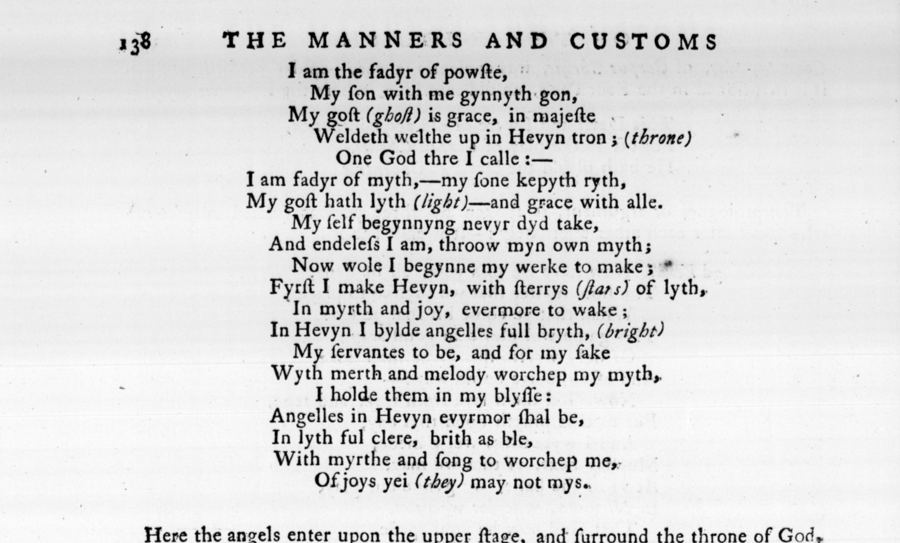 138 THE MANNERS AND CUSTOMS
I am the fadyr of powſte,
My ſon with me gynnyth gon,
My goſt (ghoſt) is grace, in majeſte
Weldeth welthe up in Hevyn tron; (throne)
One God thre I calle:—
I am fadyr of myth,—my ſone kepyth ryth,
My goſt hath lyth (light)—and grace with alle.
My ſelf begynnyng nevyr dyd take,
And endeleſs I am, throow myn own myth;
Now wole I begynne my werke to make;
Fyrſt I make Hevyn, with ſterrys (ſtars) of lyth,
In myrth and joy, evermore to wake;
In Hevyn I bylde angelles full bryth, (bright)
My ſervantes to be, and for my ſake
Wyth merth and melody worchep my myth,
I holde them in my blyſſe:
Angelles in Hevyn evyrmor ſhal be,
In lyth ful clere, brith as ble,
With myrthe and ſong to worchep me,
Of joys yei (they) may not mys.
Here the angels enter upon the upper ſtage, and ſurround the throne of God,